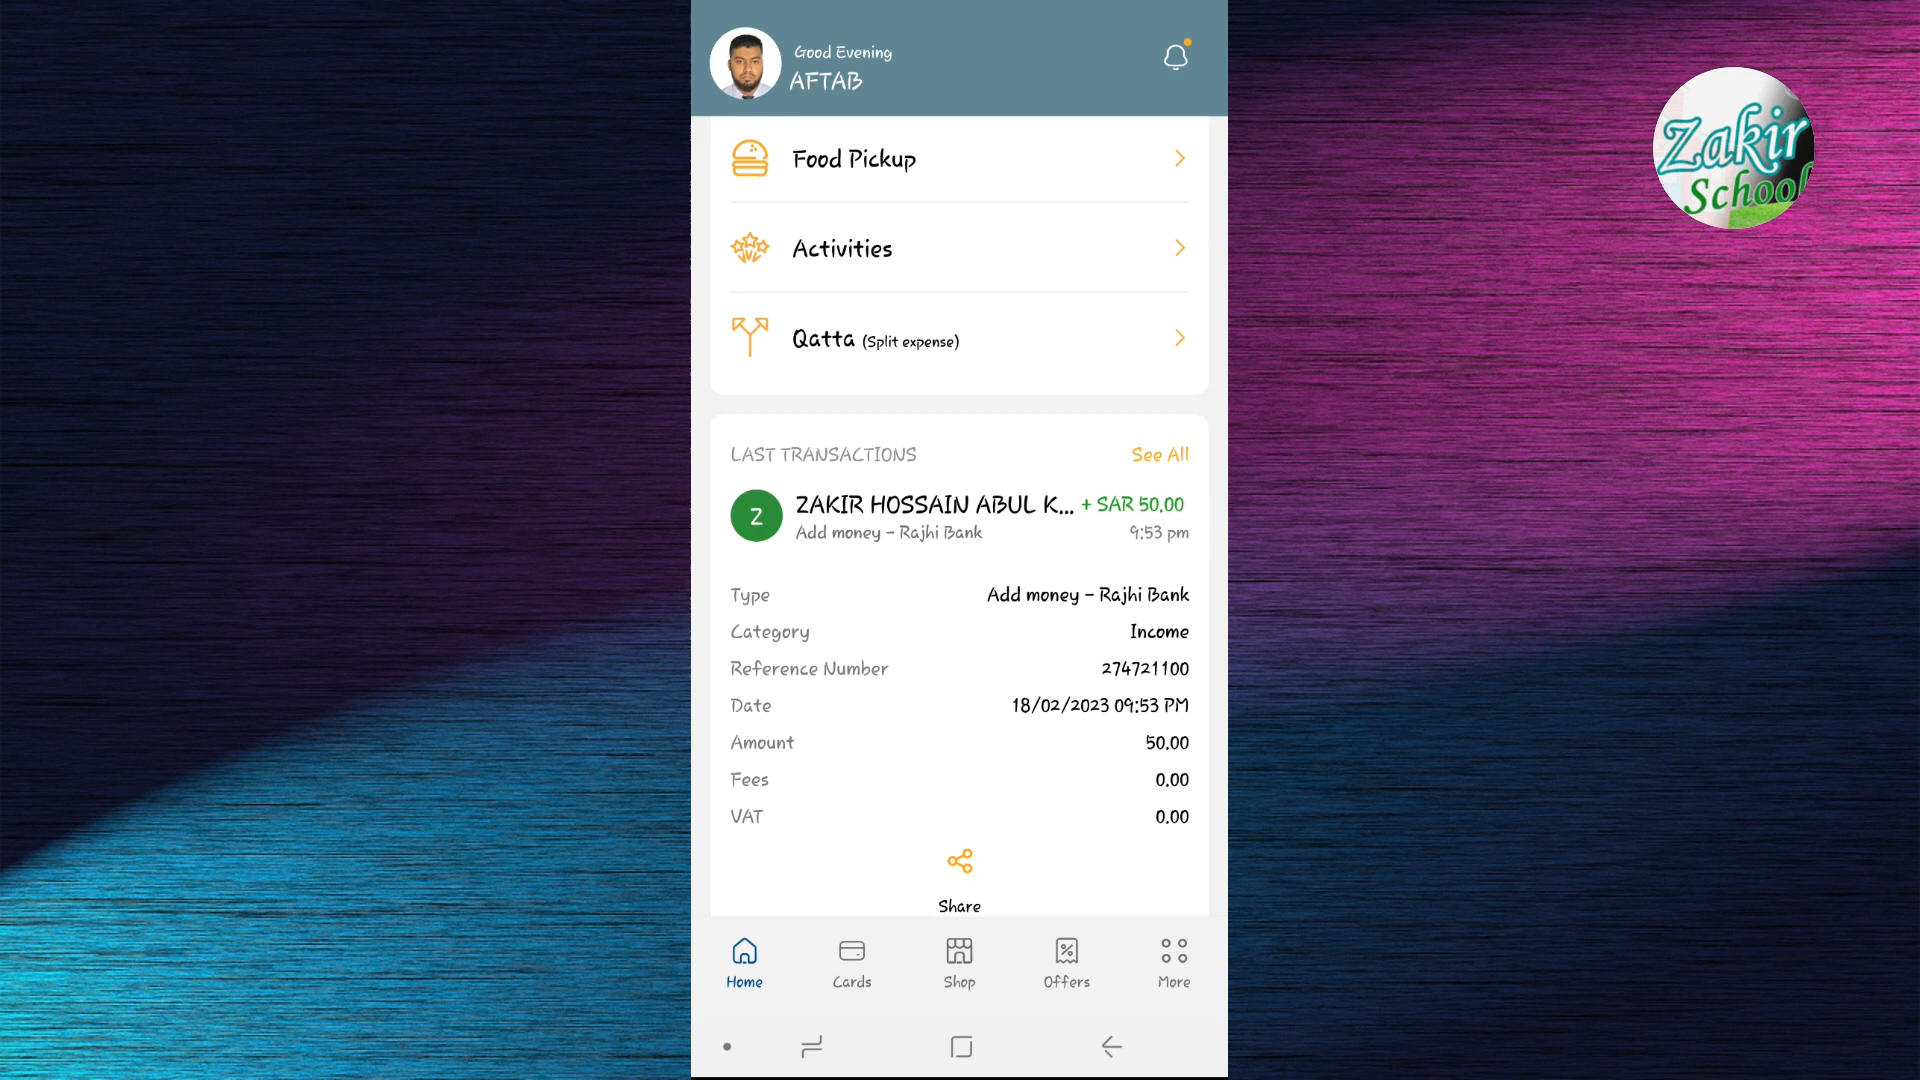 Good Evening
AFTAB
Zakir
School
Food Pickup
Activities
Qatta (Split expense)
LAST TRANSACTIONS See All
Z
ZAKIR HOSSAIN ABUL K... + SAR 50.00
Add money - Rajhi Bank 9:53 pm
Type Add money - Rajhi Bank
Category Income
Reference Number 274721100
Date 18/02/2023 09:53 PM
Amount 50.00
Fees 0.00
VAT 0.00
Share
Home Cards Shop Offers More